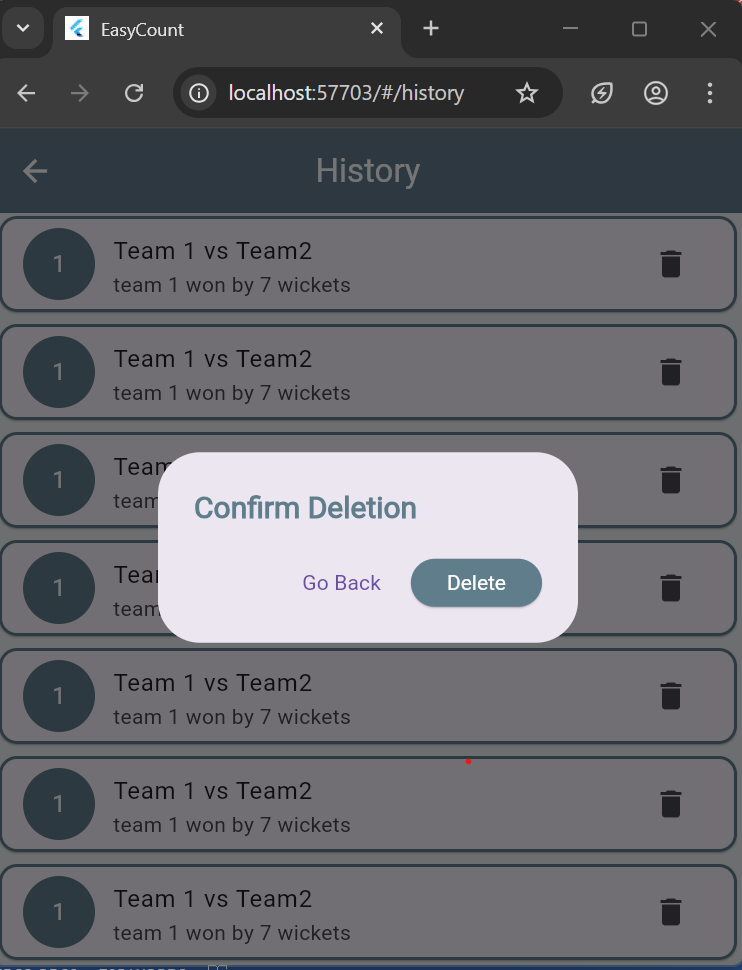 EasyCount
localhost:57703/#/history
History
1
Team 1 vs Team2
team 1 won by 7 wickets
1
Team 1 vs Team2
team 1 won by 7 wickets
1
Team
team
1
team
Confirm Deletion
Go Back
Delete
1
Team 1 vs Team2
team 1 won by 7 wickets
1
Team 1 vs Team2
team 1 won by 7 wickets
1
Team 1 vs Team2
team 1 won by 7 wickets